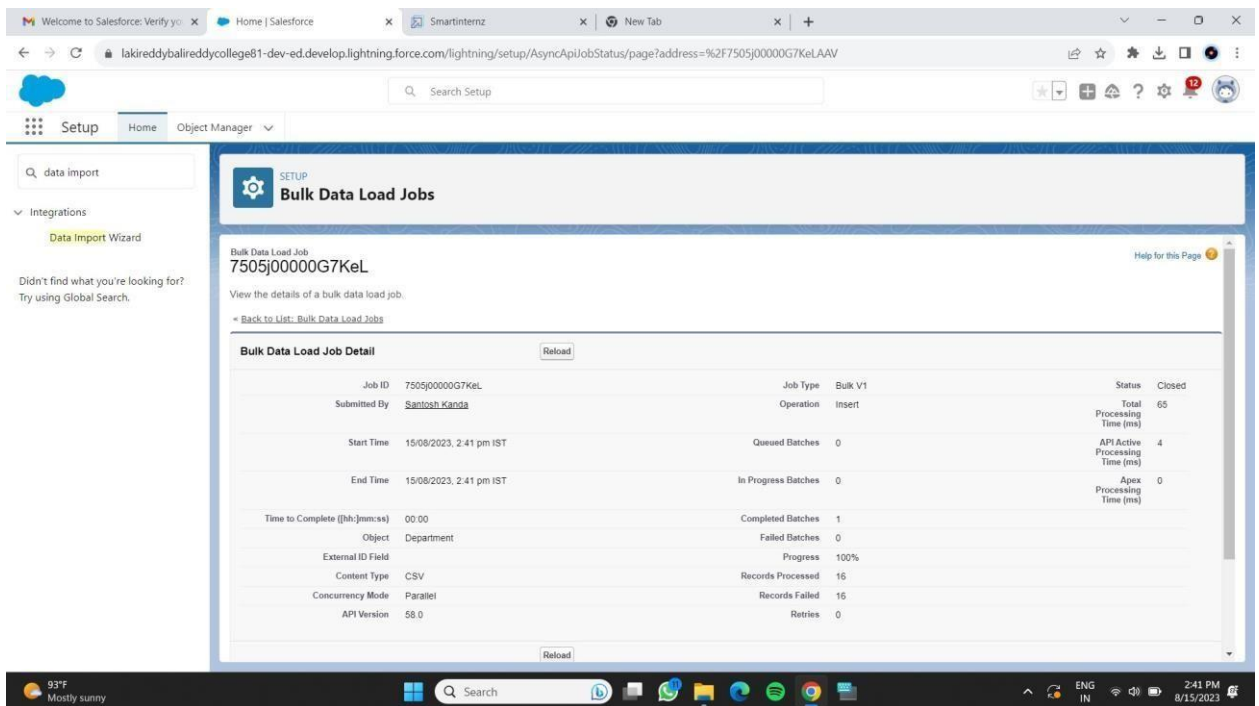 Welcome to Salesforce: Verify yo
Home | Salesforce
Smartinternz
New Tab
lakireddybalireddycollege81-dev-ed.develop.lightning.force.com/lightning/setup/AsyncApiJobStatus/page?address=%2F7505j00000G7KeLAAV
Search Setup
12
Setup
Home
Object Manager
data import
Integrations
Data Import Wizard
Didn't find what you're looking for?
Try using Global Search.
SETUP
Bulk Data Load Jobs
Bulk Data Load Job
7505j00000G7KeL
Help for this Page
View the details of a bulk data load job.
« Back to List: Bulk Data Load Jobs
Bulk Data Load Job Detail
Reload
Job ID 7505j00000G7KeL Job Type Bulk V1 Status Closed
Submitted By Santosh Kanda Operation Insert Total
Processing
Time (ms) 65
Start Time 15/08/2023, 2:41 pm IST Queued Batches 0 API Active
Processing
Time (ms) 4
End Time 15/08/2023, 2:41 pm IST In Progress Batches 0 Apex
Processing
Time (ms) 0
Time to Complete ([hh:]mm:ss) 00:00 Completed Batches 1
Object Department Failed Batches 0
External ID Field Progress 100%
Content Type CSV Records Processed 16
Concurrency Mode Parallel Records Failed 16
API Version 58.0 Retries 0
Reload
93°F
Mostly sunny
Search
ENG
IN
2:41 PM
8/15/2023